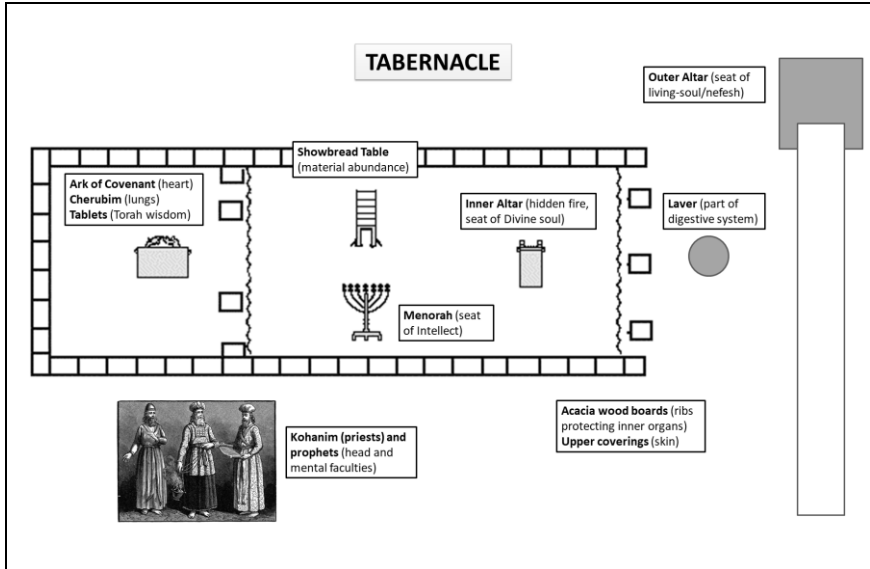 TABERNACLE
Outer Altar (seat of
living-soul/nefesh)
Showbread Table
(material abundance)
Ark of Covenant (heart)
Cherubim (lungs)
Tablets (Torah wisdom)
Inner Altar (hidden fire,
seat of Divine soul)
Laver (part of
digestive system)
Menorah (seat
of Intellect)
Acacia wood boards (ribs
protecting inner organs)
Upper coverings (skin)
Kohanim (priests) and
prophets (head and
mental faculties)